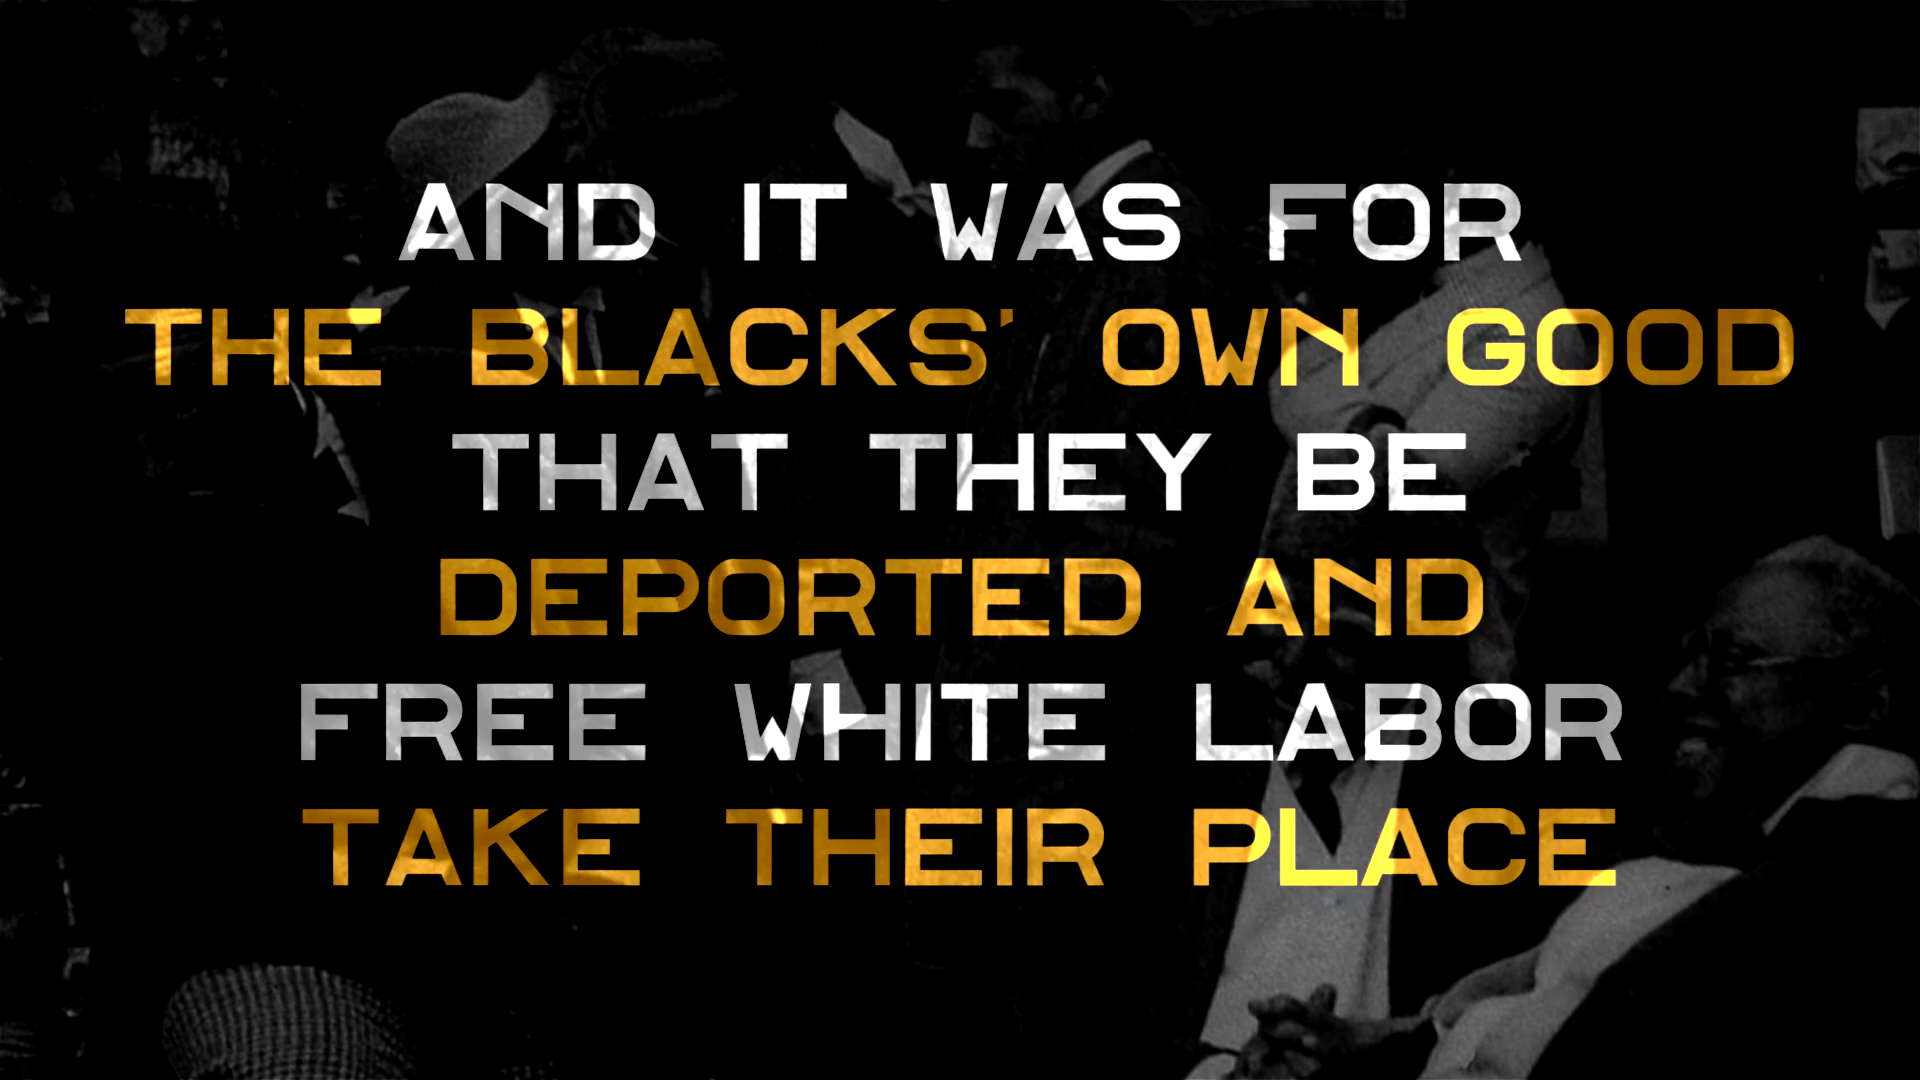 AND IT WAS FOR
THE BLACKS' OWN GOOD
THAT THEY BE
DEPORTED AND
FREE WHITE LABOR
TAKE THEIR PLACE